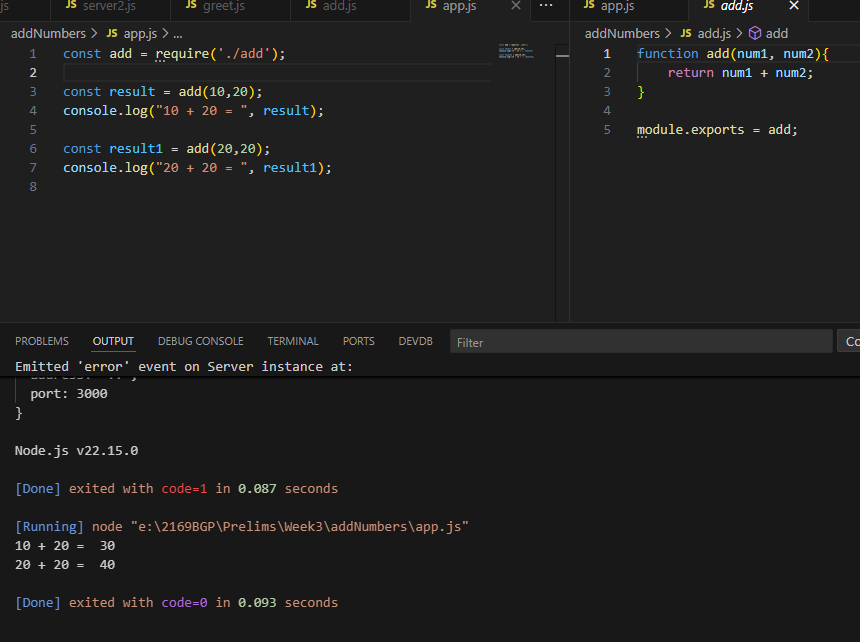 js
JS server2.js
JS greet.js
JS add.js
JS app.js ✕ ···
JS app.js
JS add.js ✕
addNumbers > JS app.js > ...
1 const add = require('./add');
2
3 const result = add(10,20);
4 console.log("10 + 20 = ", result);
5
6 const result1 = add(20,20);
7 console.log("20 + 20 = ", result1);
8
addNumbers > JS add.js > add
1 function add(num1, num2){
2     return num1 + num2;
3 }
4
5 module.exports = add;
PROBLEMS OUTPUT DEBUG CONSOLE TERMINAL PORTS DEVDB Filter Co
Emitted 'error' event on Server instance at:
  port: 3000
}
Node.js v22.15.0
[Done] exited with code=1 in 0.087 seconds
[Running] node "e:\2169BGP\Prelims\Week3\addNumbers\app.js"
10 + 20 =  30
20 + 20 =  40
[Done] exited with code=0 in 0.093 seconds